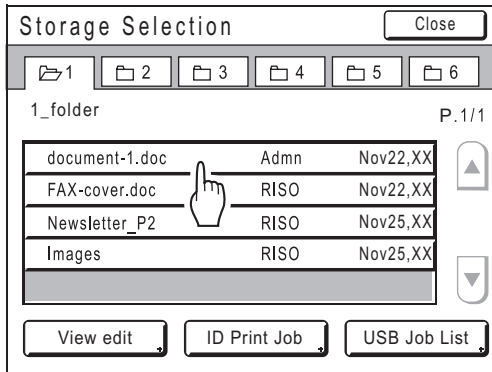 Storage Selection Close
1 2 3 4 5 6
1_folder P.1/1
document-1.doc Admn Nov22,XX
FAX-cover.doc RISO Nov22,XX
Newsletter_P2 RISO Nov25,XX
Images RISO Nov25,XX
View edit ID Print Job USB Job List